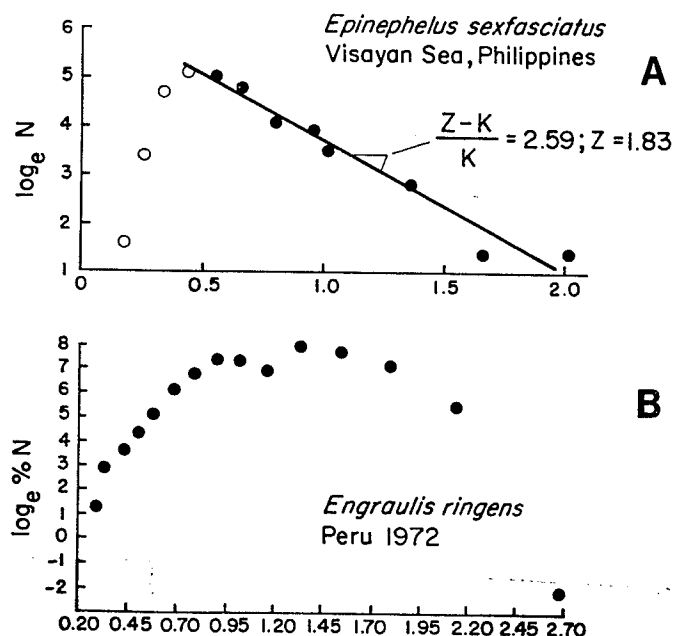 Epinephelus sexfasciatus
Visayan Sea, Philippines
A
Z-K
K
= 2.59; Z = 1.83
log e N
6
5
4
3
2
1
0 0.5 1.0 1.5 2.0
B
Engraulis ringens
Peru 1972
log e % N
8
7
6
5
4
3
2
1
0
-1
-2
0.20 0.45 0.70 0.95 1.20 1.45 1.70 1.95 2.20 2.45 2.70